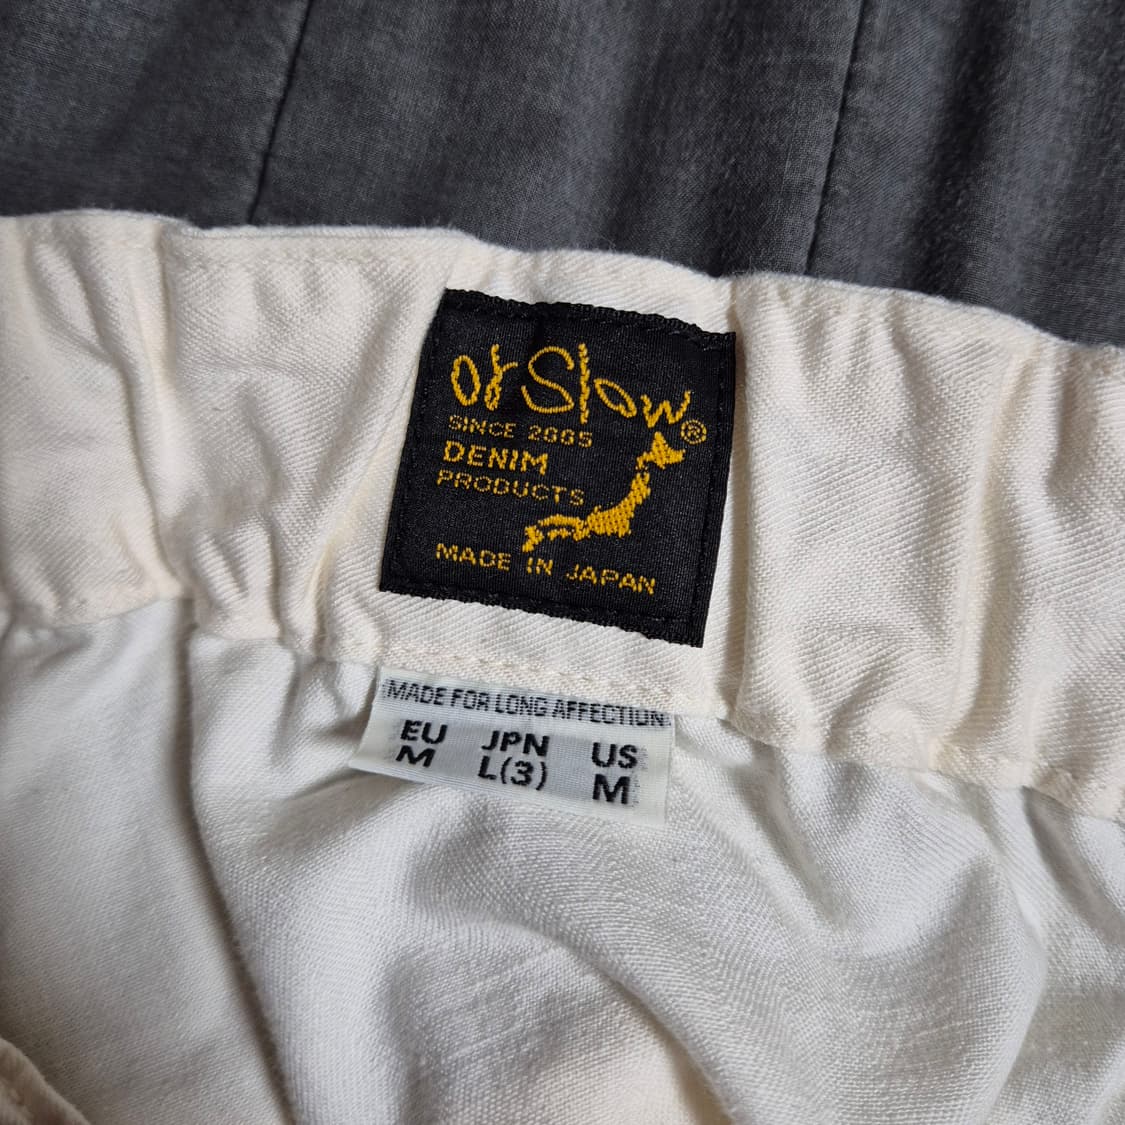 orSlow®
SINCE 2005
DENIM
PRODUCTS
MADE IN JAPAN
MADE FOR LONG AFFECTION
EU JPN US
M L(3) M